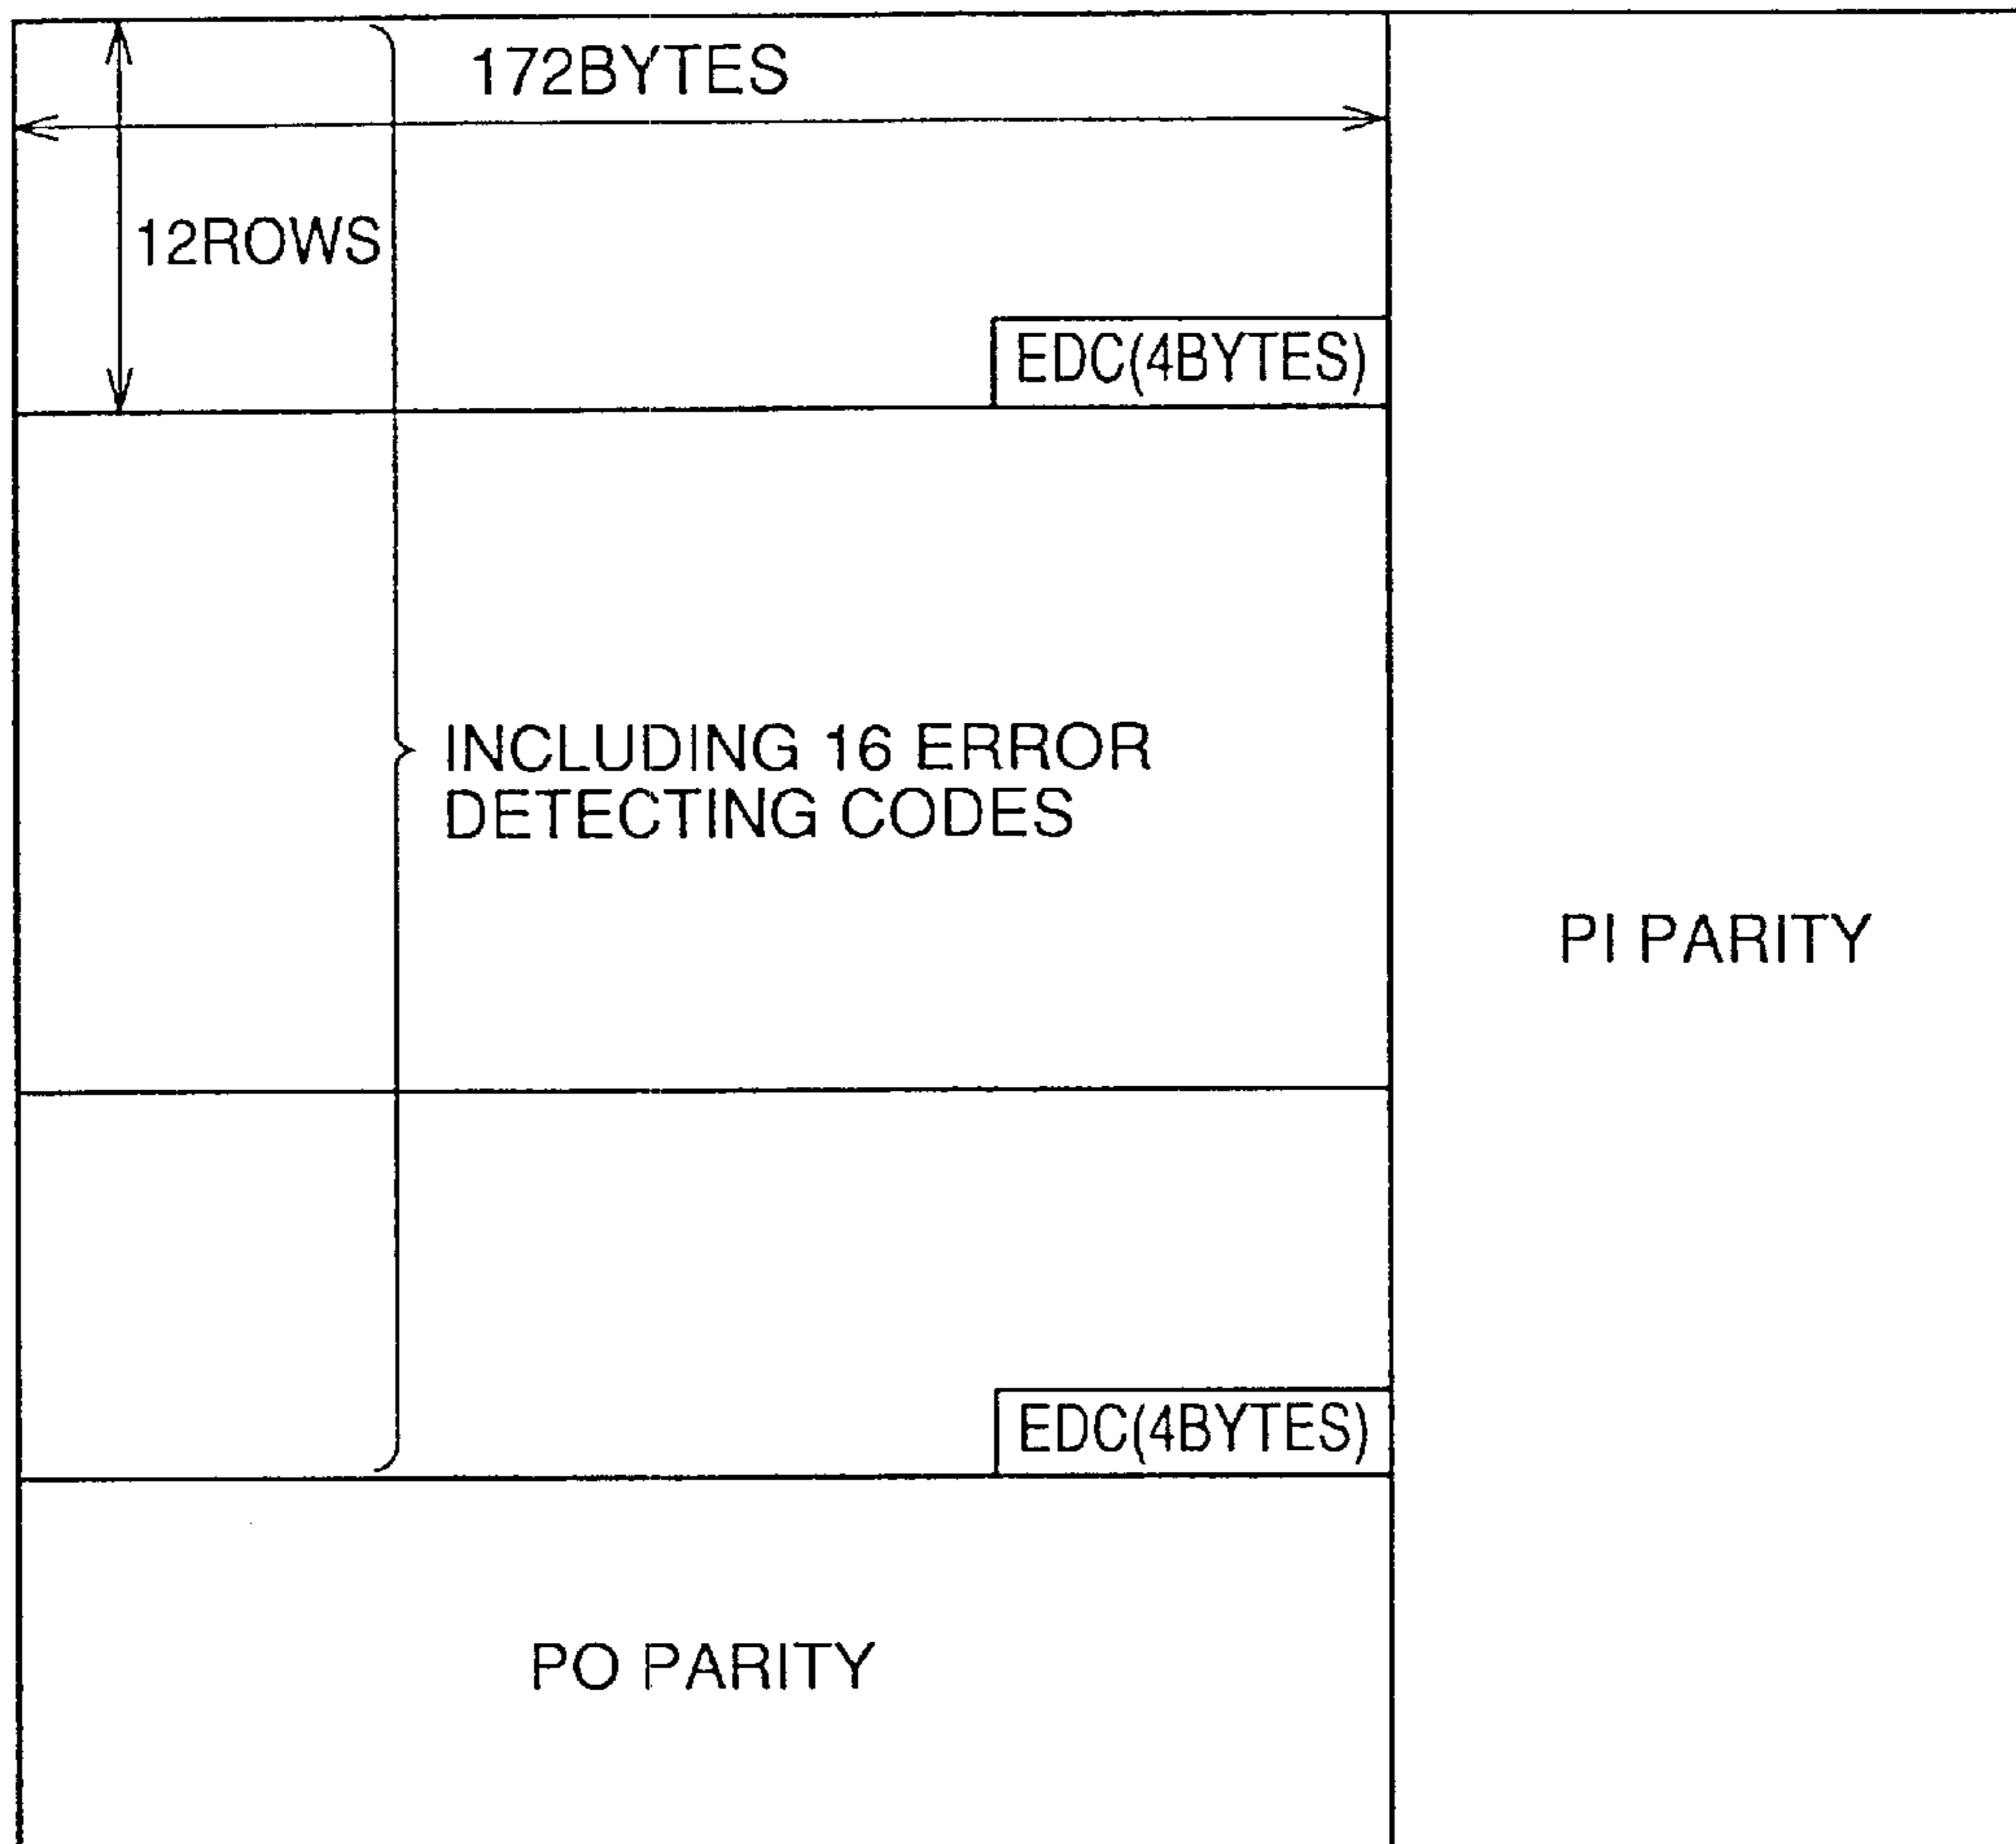 172BYTES
12ROWS
EDC(4BYTES)
INCLUDING 16 ERROR
DETECTING CODES
PI PARITY
EDC(4BYTES)
PO PARITY